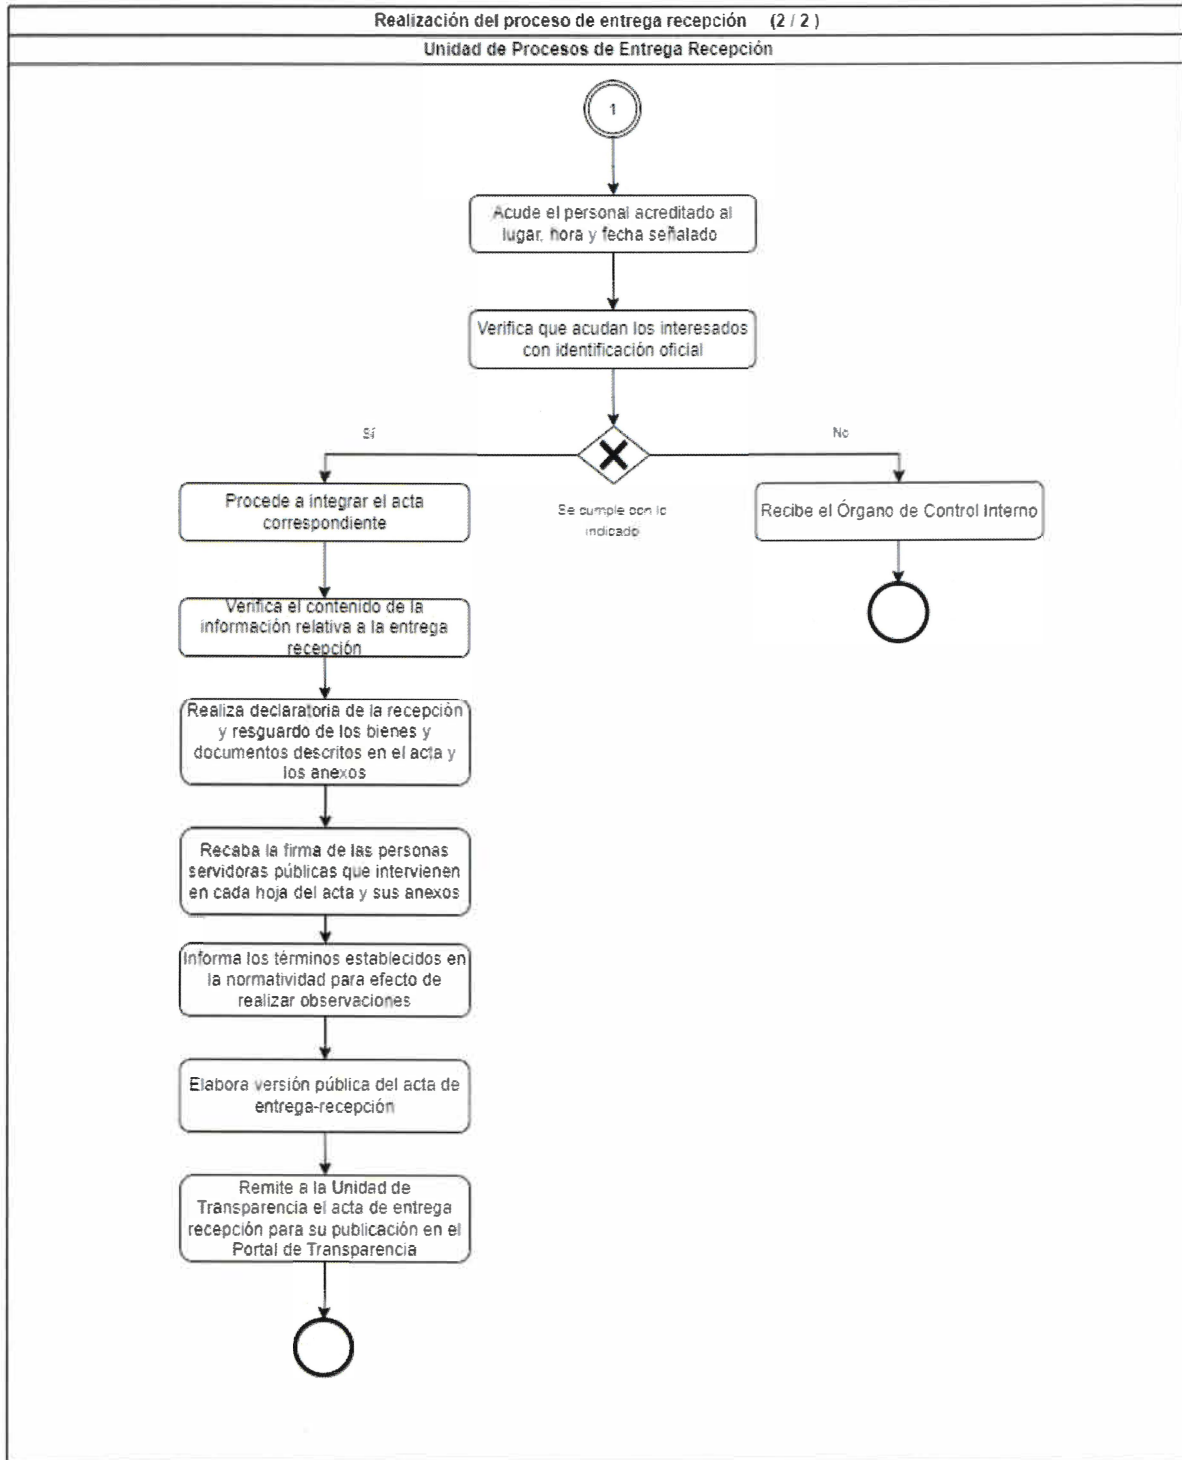 Realización del proceso de entrega recepción (2 / 2 )
Unidad de Procesos de Entrega Recepción
1
Acude el personal acreditado al
lugar, hora y fecha señalado
Verifica que acudan los interesados
con identificación oficial
Sí
No
Se cumple con lo
indicado
Procede a integrar el acta
correspondiente
Recibe el Órgano de Control Interno
Verifica el contenido de la
información relativa a la entrega
recepción
Realiza declaratoria de la recepción
y resguardo de los bienes y
documentos descritos en el acta y
los anexos
Recaba la firma de las personas
servidoras públicas que intervienen
en cada hoja del acta y sus anexos
Informa los términos establecidos en
la normatividad para efecto de
realizar observaciones
Elabora versión pública del acta de
entrega-recepción
Remite a la Unidad de
Transparencia el acta de entrega
recepción para su publicación en el
Portal de Transparencia